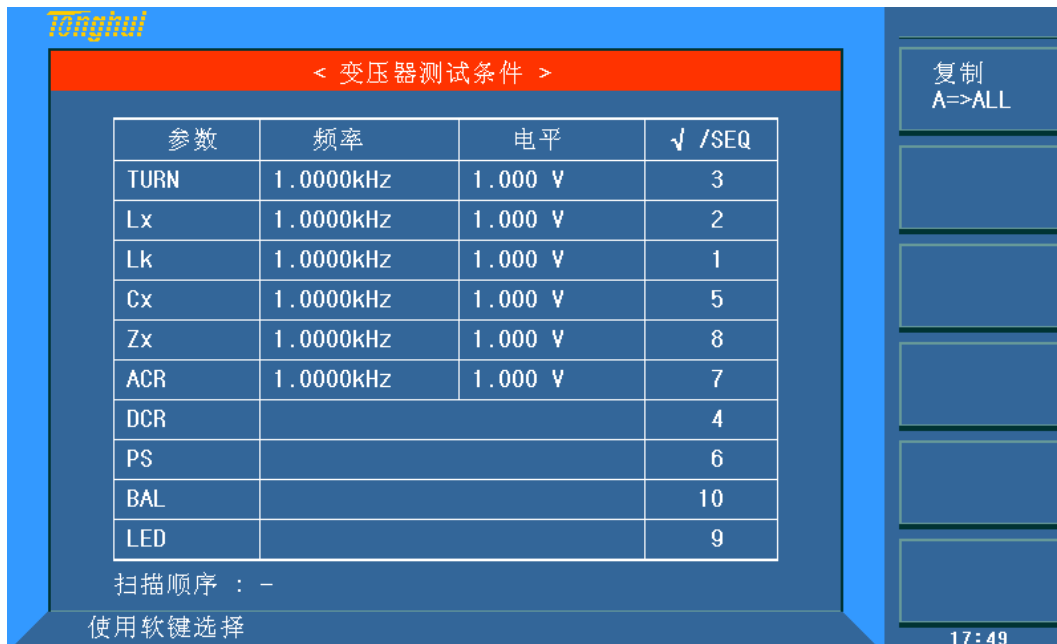 Tonghui
< 变压器测试条件 >
复制
A=>ALL
参数 频率 电平 √ /SEQ
TURN 1.0000kHz 1.000 V 3
Lx 1.0000kHz 1.000 V 2
Lk 1.0000kHz 1.000 V 1
Cx 1.0000kHz 1.000 V 5
Zx 1.0000kHz 1.000 V 8
ACR 1.0000kHz 1.000 V 7
DCR 4
PS 6
BAL 10
LED 9
扫描顺序 : -
使用软键选择
17:49